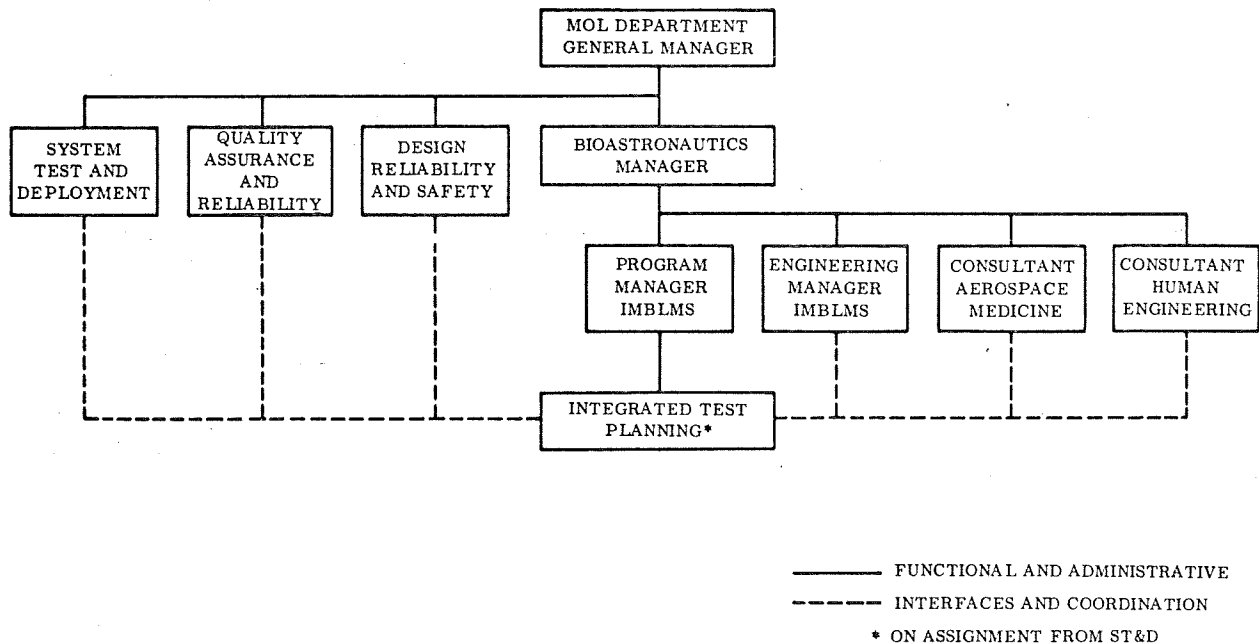 MOL DEPARTMENT
GENERAL MANAGER
SYSTEM
TEST AND
DEPLOYMENT
QUALITY
ASSURANCE
AND
RELIABILITY
DESIGN
RELIABILITY
AND SAFETY
BIOASTRONAUTICS
MANAGER
PROGRAM
MANAGER
IMBLMS
ENGINEERING
MANAGER
IMBLMS
CONSULTANT
AEROSPACE
MEDICINE
CONSULTANT
HUMAN
ENGINEERING
INTEGRATED TEST
PLANNING*
FUNCTIONAL AND ADMINISTRATIVE
INTERFACES AND COORDINATION
* ON ASSIGNMENT FROM ST&D